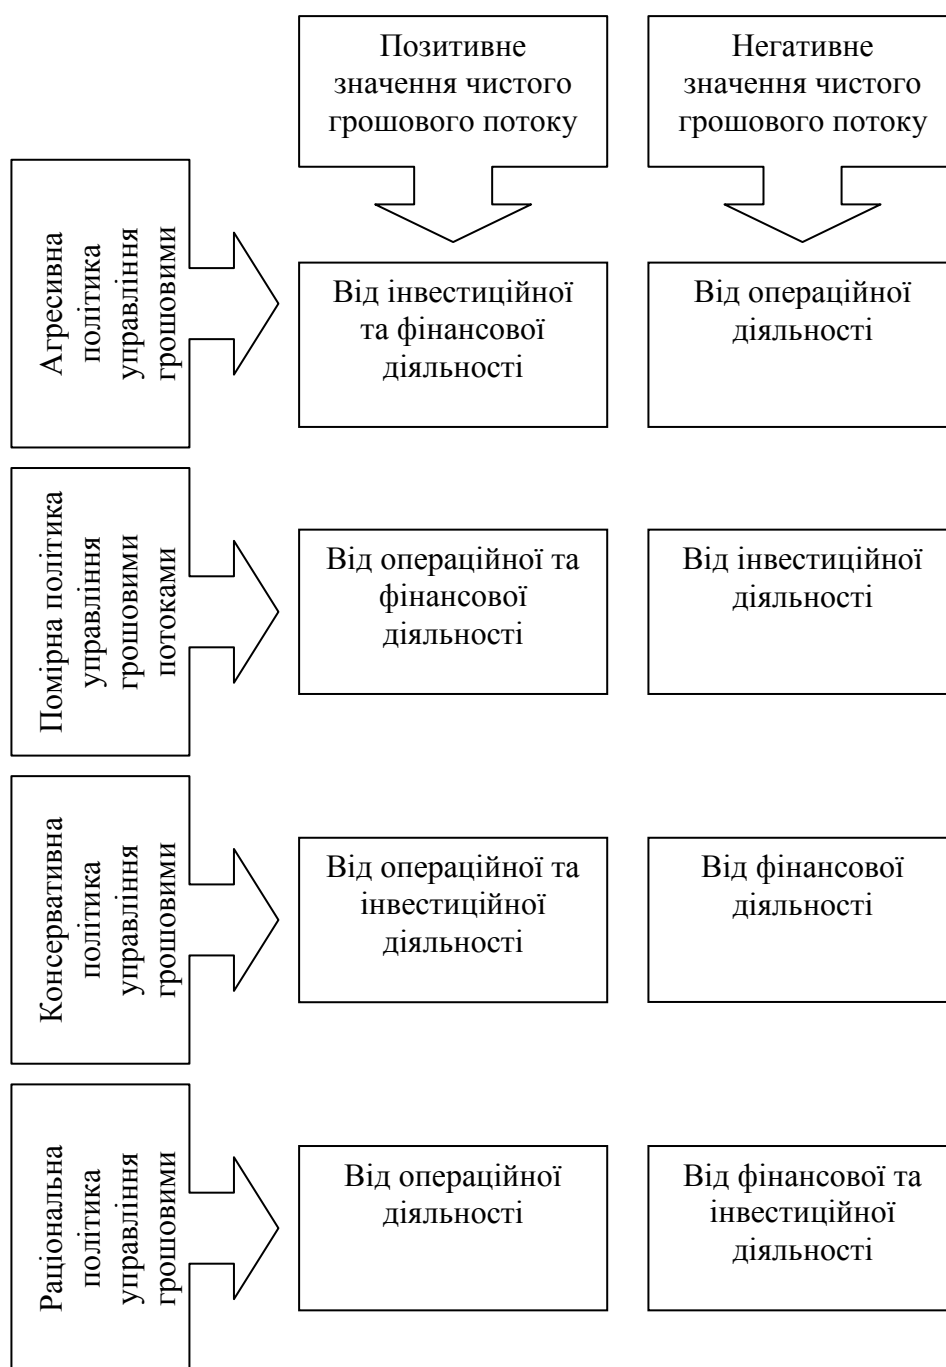 Позитивне
значення чистого
грошового потоку
Негативне
значення чистого
грошового потоку
Агресивна
політика
управління
грошовими
Від інвестиційної
та фінансової
діяльності
Від операційної
діяльності
Помірна політика
управління
грошовими
потоками
Від операційної та
фінансової
діяльності
Від інвестиційної
діяльності
Консервативна
політика
управління
грошовими
Від операційної та
інвестиційної
діяльності
Від фінансової
діяльності
Раціональна
політика
управління
грошовими
Від операційної
діяльності
Від фінансової та
інвестиційної
діяльності